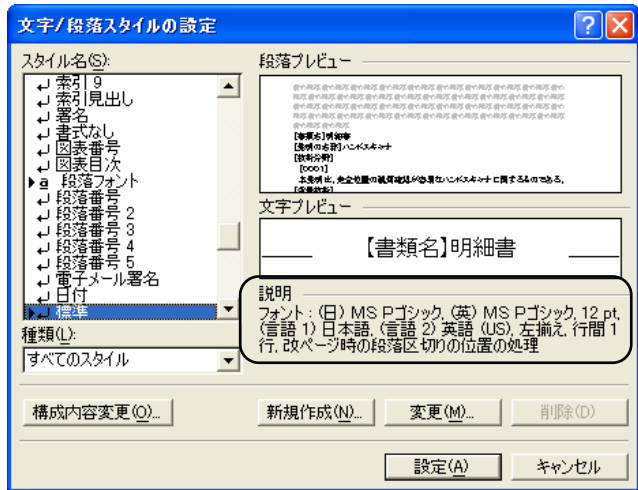 文字/段落スタイルの設定
スタイル名(S):
索引 9
索引見出し
署名
書式なし
図表番号
図表目次
a 段落フォント
段落番号
段落番号 2
段落番号 3
段落番号 4
段落番号 5
電子メール署名
日付
標準
種類(L):
すべてのスタイル
段落プレビュー
【書類名】明細書
【発明の名称】ハンドスキャナ
【技術分野】
【0001】
文字プレビュー
【書類名】明細書
説明
フォント : (日) MS Pゴシック, (英) MS Pゴシック, 12 pt,
(言語 1) 日本語, (言語 2) 英語 (US), 左揃え, 行間 1
行, 改ページ時の段落区切りの位置の処理
構成内容変更(O)...
新規作成(N)...
変更(M)...
削除(D)
設定(A)
キャンセル